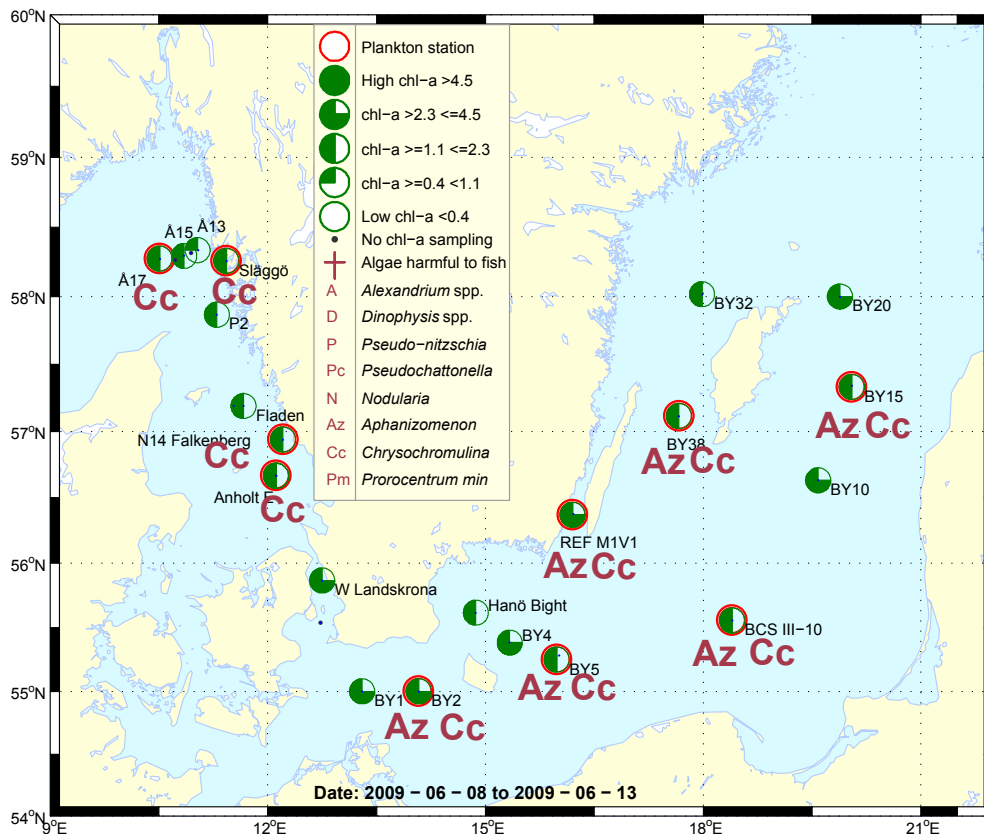 60°N
59°N
58°N
57°N
56°N
55°N
54°N
9°E
12°E
15°E
18°E
21°E
Plankton station
High chl−a >4.5
chl−a >2.3 <=4.5
chl−a >=1.1 <=2.3
chl−a >=0.4 <1.1
Low chl−a <0.4
No chl−a sampling
Algae harmful to fish
A Alexandrium spp.
D Dinophysis spp.
P Pseudo−nitzschia
Pc Pseudochattonella
N Nodularia
Az Aphanizomenon
Cc Chrysochromulina
Pm Prorocentrum min
Å15
Å13
Å17
Släggö
Cc
Cc
P2
Fladen
N14 Falkenberg
Cc
Anholt E
Cc
W Landskrona
BY32
BY20
BY15
Az Cc
BY38
Az Cc
BY10
REF M1V1
Az Cc
Hanö Bight
BY4
BY5
Az Cc
BCS III−10
Az Cc
BY1
BY2
Az Cc
Date: 2009 − 06 − 08 to 2009 − 06 − 13